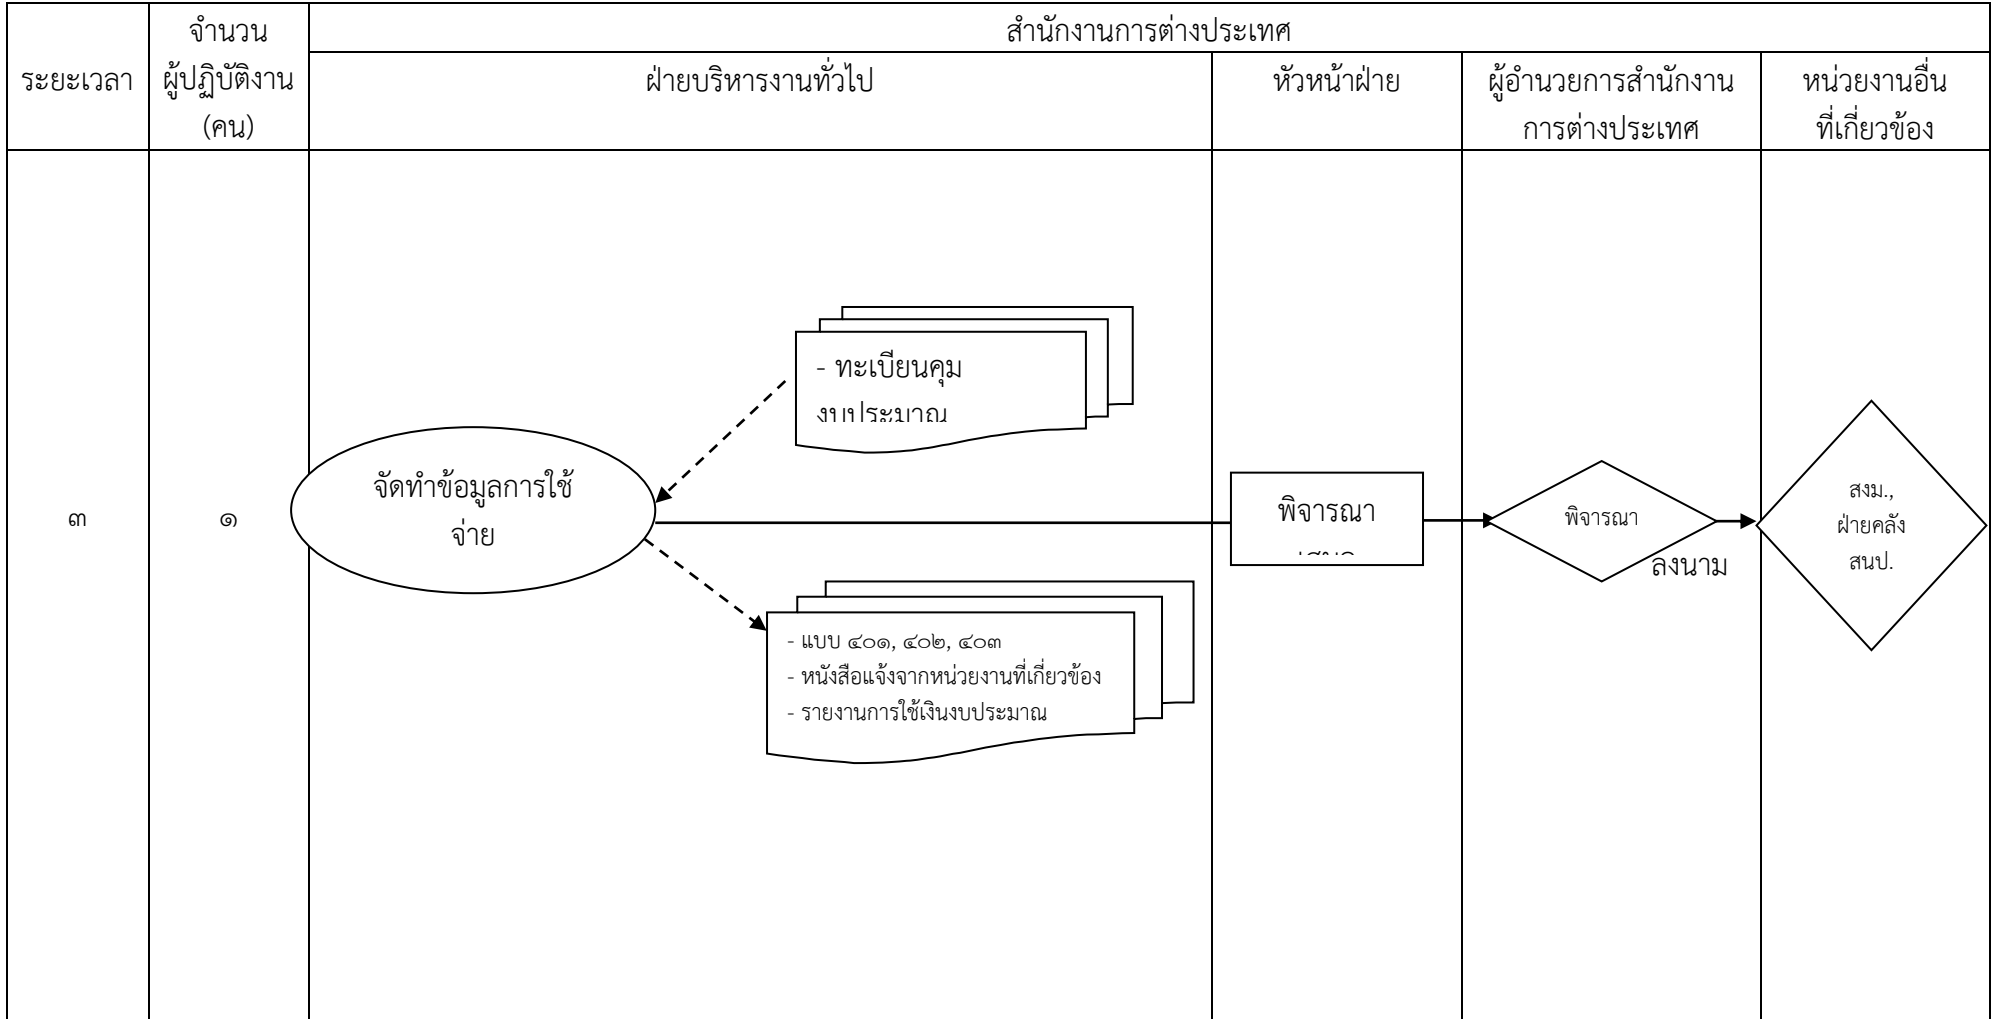 ระยะเวลา
จำนวน
ผู้ปฏิบัติงาน
(คน)
สำนักงานการต่างประเทศ
ฝ่ายบริหารงานทั่วไป
หัวหน้าฝ่าย
ผู้อำนวยการสำนักงาน
การต่างประเทศ
หน่วยงานอื่น
ที่เกี่ยวข้อง
๓
๑
จัดทำข้อมูลการใช้
จ่าย
- ทะเบียนคุม
งบประมาณ
- แบบ ๔๐๑, ๔๐๒, ๔๐๓
- หนังสือแจ้งจากหน่วยงานที่เกี่ยวข้อง
- รายงานการใช้เงินงบประมาณ
พิจารณา
พิจารณา
ลงนาม
สงม.,
ฝ่ายคลัง
สนป.